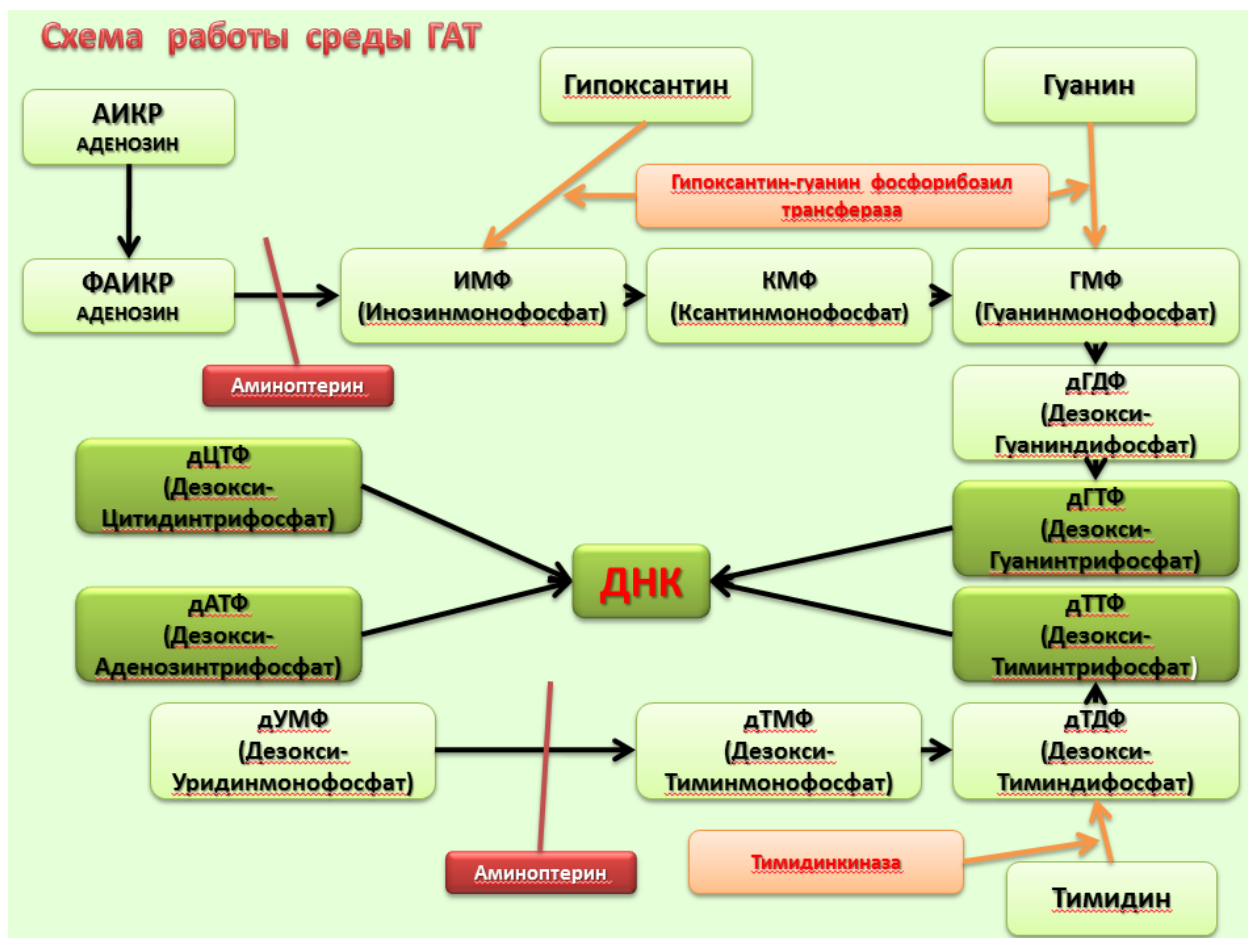 Схема работы среды ГАТ
Гипоксантин
Гуанин
АИКР
АДЕНОЗИН
Гипоксантин-гуанин фосфорибозил
трансфераза
ФАИКР
АДЕНОЗИН
ИМФ
(Инозинмонофосфат)
КМФ
(Ксантинмонофосфат)
ГМФ
(Гуанинмонофосфат)
Аминоптерин
дГДФ
(Дезокси-
Гуаниндифосфат)
дЦТФ
(Дезокси-
Цитидинтрифосфат)
дГТФ
(Дезокси-
Гуанинтрифосфат)
ДНК
дАТФ
(Дезокси-
Аденозинтрифосфат)
дТТФ
(Дезокси-
Тиминтрифосфат)
дУМФ
(Дезокси-
Уридинмонофосфат)
дТМФ
(Дезокси-
Тиминмонофосфат)
дТДФ
(Дезокси-
Тиминдифосфат)
Аминоптерин
Тимидинкиназа
Тимидин